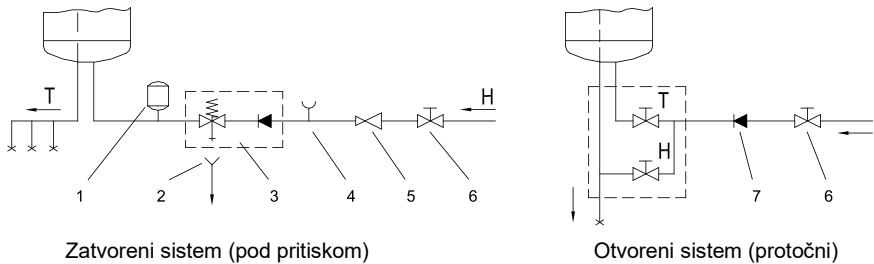 T
H
1 2 3 4 5 6
Zatvoreni sistem (pod pritiskom)
T
H
7 6
Otvoreni sistem (protočni)